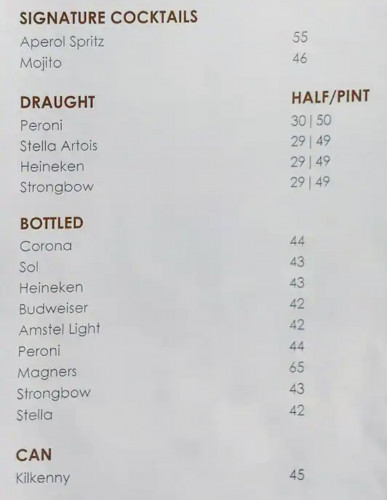 SIGNATURE COCKTAILS
Aperol Spritz 55
Mojito 46
DRAUGHT HALF/PINT
Peroni 30 | 50
Stella Artois 29 | 49
Heineken 29 | 49
Strongbow 29 | 49
BOTTLED
Corona 44
Sol 43
Heineken 43
Budweiser 42
Amstel Light 42
Peroni 44
Magners 65
Strongbow 43
Stella 42
CAN
Kilkenny 45